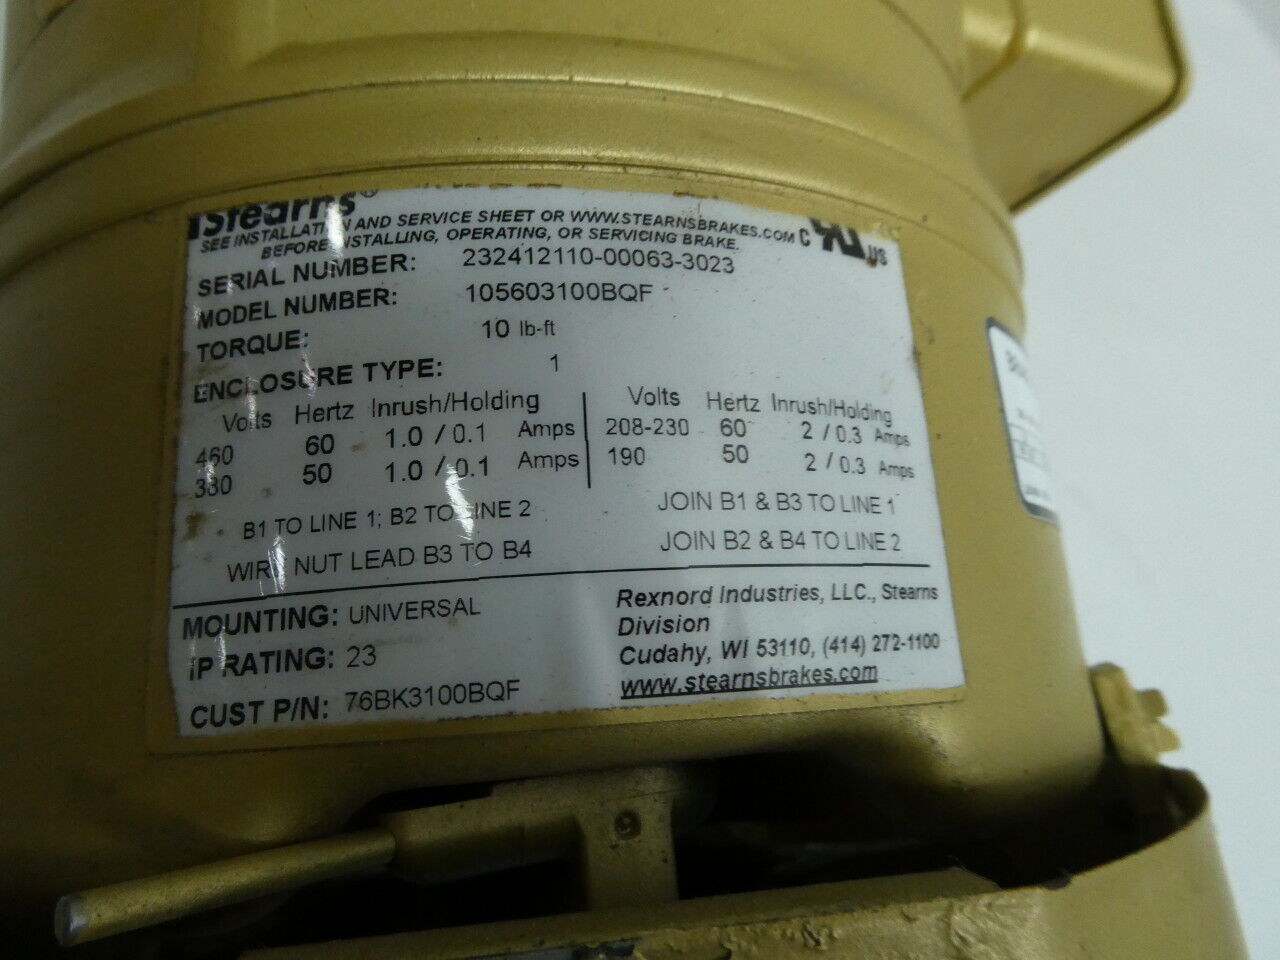 Stearns®
SEE INSTALLATION AND SERVICE SHEET OR WWW.STEARNSBRAKES.COM
BEFORE INSTALLING, OPERATING, OR SERVICING BRAKE.
C US
SERIAL NUMBER: 232412110-00063-3023
MODEL NUMBER: 105603100BQF
TORQUE: 10 lb-ft
ENCLOSURE TYPE: 1
Volts Hertz Inrush/Holding
460 60 1.0 / 0.1 Amps
380 50 1.0 / 0.1 Amps
B1 TO LINE 1; B2 TO LINE 2
WIRE NUT LEAD B3 TO B4
Volts Hertz Inrush/Holding
208-230 60 2 / 0.3 Amps
190 50 2 / 0.3 Amps
JOIN B1 & B3 TO LINE 1
JOIN B2 & B4 TO LINE 2
MOUNTING: UNIVERSAL
IP RATING: 23
CUST P/N: 76BK3100BQF
Rexnord Industries, LLC., Stearns
Division
Cudahy, WI 53110, (414) 272-1100
www.stearnsbrakes.com
9